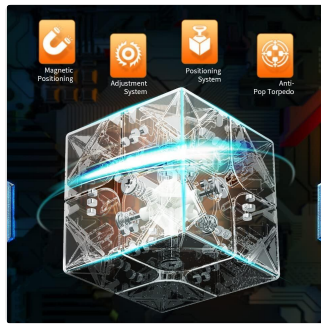 Magnetic
Positioning
Adjustment
System
Positioning
System
Anti-
Pop Torpedo